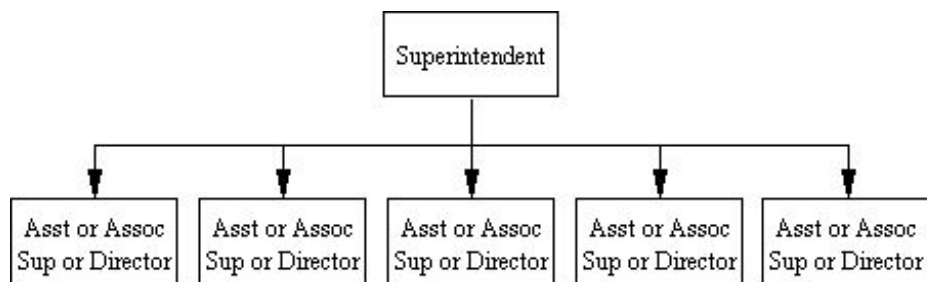 Superintendent
Asst or Assoc Asst or Assoc Asst or Assoc Asst or Assoc Asst or Assoc
Sup or Director Sup or Director Sup or Director Sup or Director Sup or Director